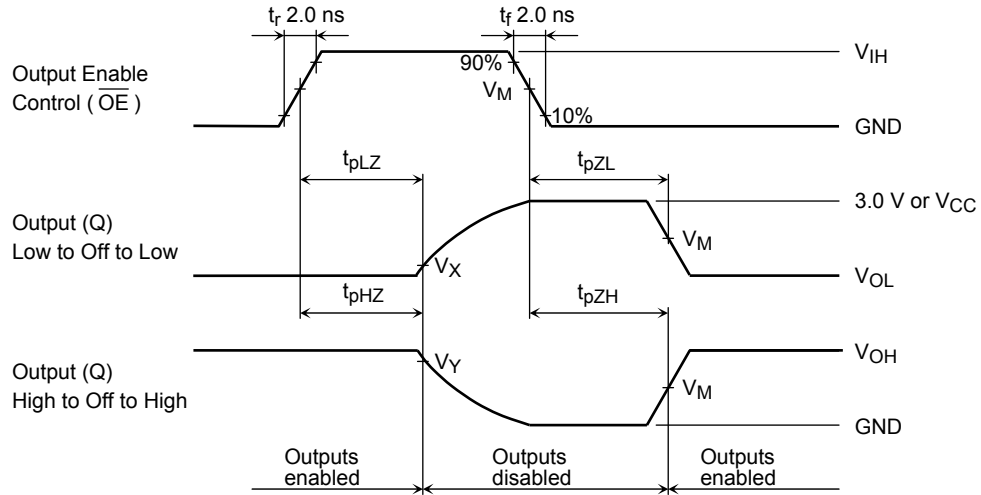 tr 2.0 ns
tf 2.0 ns
Output Enable
Control ( OE )
90%
VM
10%
VIH
GND
tpLZ
tpZL
Output (Q)
Low to Off to Low
VX
VM
3.0 V or VCC
VOL
tpHZ
tpZH
Output (Q)
High to Off to High
VY
VM
VOH
GND
Outputs
enabled
Outputs
disabled
Outputs
enabled